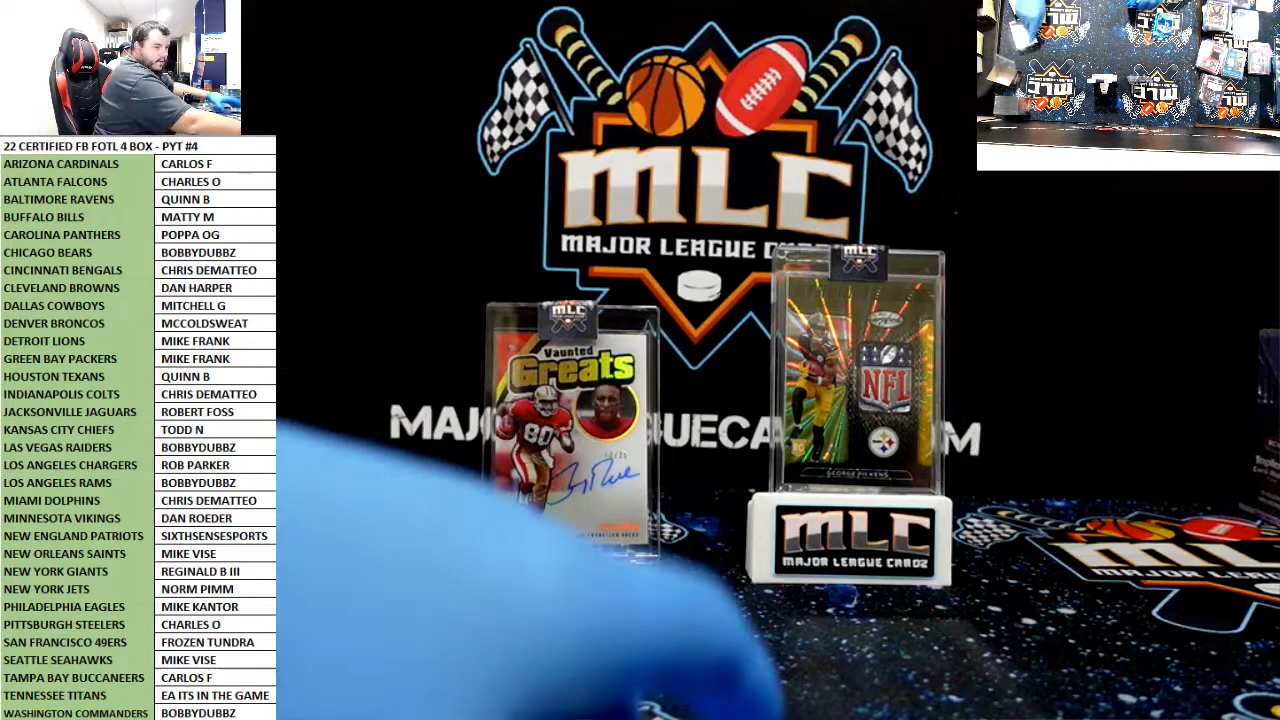 22 CERTIFIED FB FOTL 4 BOX - PYT #4
ARIZONA CARDINALS CARLOS F
ATLANTA FALCONS CHARLES O
BALTIMORE RAVENS QUINN B
BUFFALO BILLS MATTY M
CAROLINA PANTHERS POPPA OG
CHICAGO BEARS BOBBYDUBBZ
CINCINNATI BENGALS CHRIS DEMATTEO
CLEVELAND BROWNS DAN HARPER
DALLAS COWBOYS MITCHELL G
DENVER BRONCOS MCCOLDSWEAT
DETROIT LIONS MIKE FRANK
GREEN BAY PACKERS MIKE FRANK
HOUSTON TEXANS QUINN B
INDIANAPOLIS COLTS CHRIS DEMATTEO
JACKSONVILLE JAGUARS ROBERT FOSS
KANSAS CITY CHIEFS TODD N
LAS VEGAS RAIDERS BOBBYDUBBZ
LOS ANGELES CHARGERS ROB PARKER
LOS ANGELES RAMS BOBBYDUBBZ
MIAMI DOLPHINS CHRIS DEMATTEO
MINNESOTA VIKINGS DAN ROEDER
NEW ENGLAND PATRIOTS SIXTHSENSESPORTS
NEW ORLEANS SAINTS MIKE VISE
NEW YORK GIANTS REGINALD B III
NEW YORK JETS NORM PIMM
PHILADELPHIA EAGLES MIKE KANTOR
PITTSBURGH STEELERS CHARLES O
SAN FRANCISCO 49ERS FROZEN TUNDRA
SEATTLE SEAHAWKS MIKE VISE
TAMPA BAY BUCCANEERS CARLOS F
TENNESSEE TITANS EA ITS IN THE GAME
WASHINGTON COMMANDERS BOBBYDUBBZ
MLC
MAJOR LEAGUE
MLC
Vaunted
Greats
80
MLC
NFL
GEORGE PICKENS
MLC
MAJOR LEAGUE CARDZ